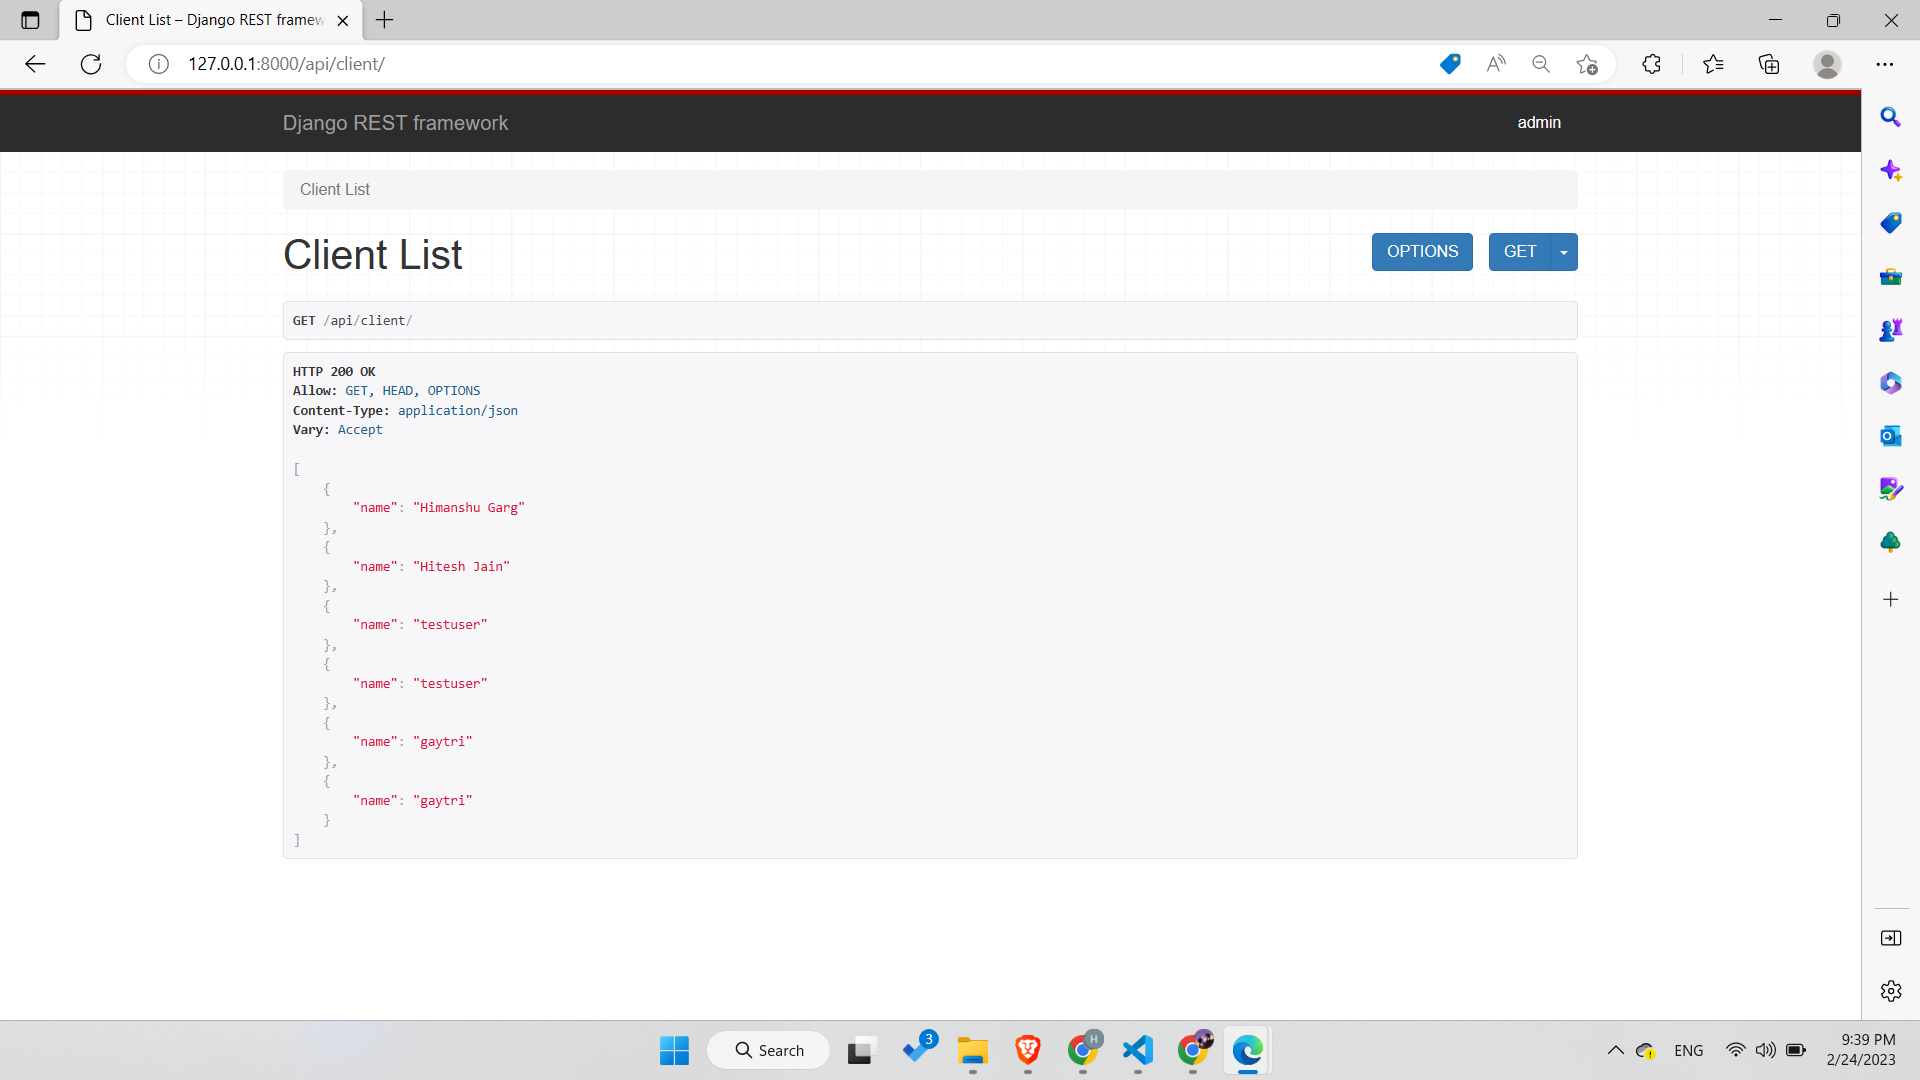 Client List – Django REST framew
127.0.0.1:8000/api/client/
Django REST framework
admin
Client List
Client List
OPTIONS
GET
GET /api/client/
HTTP 200 OK
Allow: GET, HEAD, OPTIONS
Content-Type: application/json
Vary: Accept
[
    {
        "name": "Himanshu Garg"
    },
    {
        "name": "Hitesh Jain"
    },
    {
        "name": "testuser"
    },
    {
        "name": "testuser"
    },
    {
        "name": "gaytri"
    },
    {
        "name": "gaytri"
    }
]
Search
3
H
ENG
9:39 PM
2/24/2023